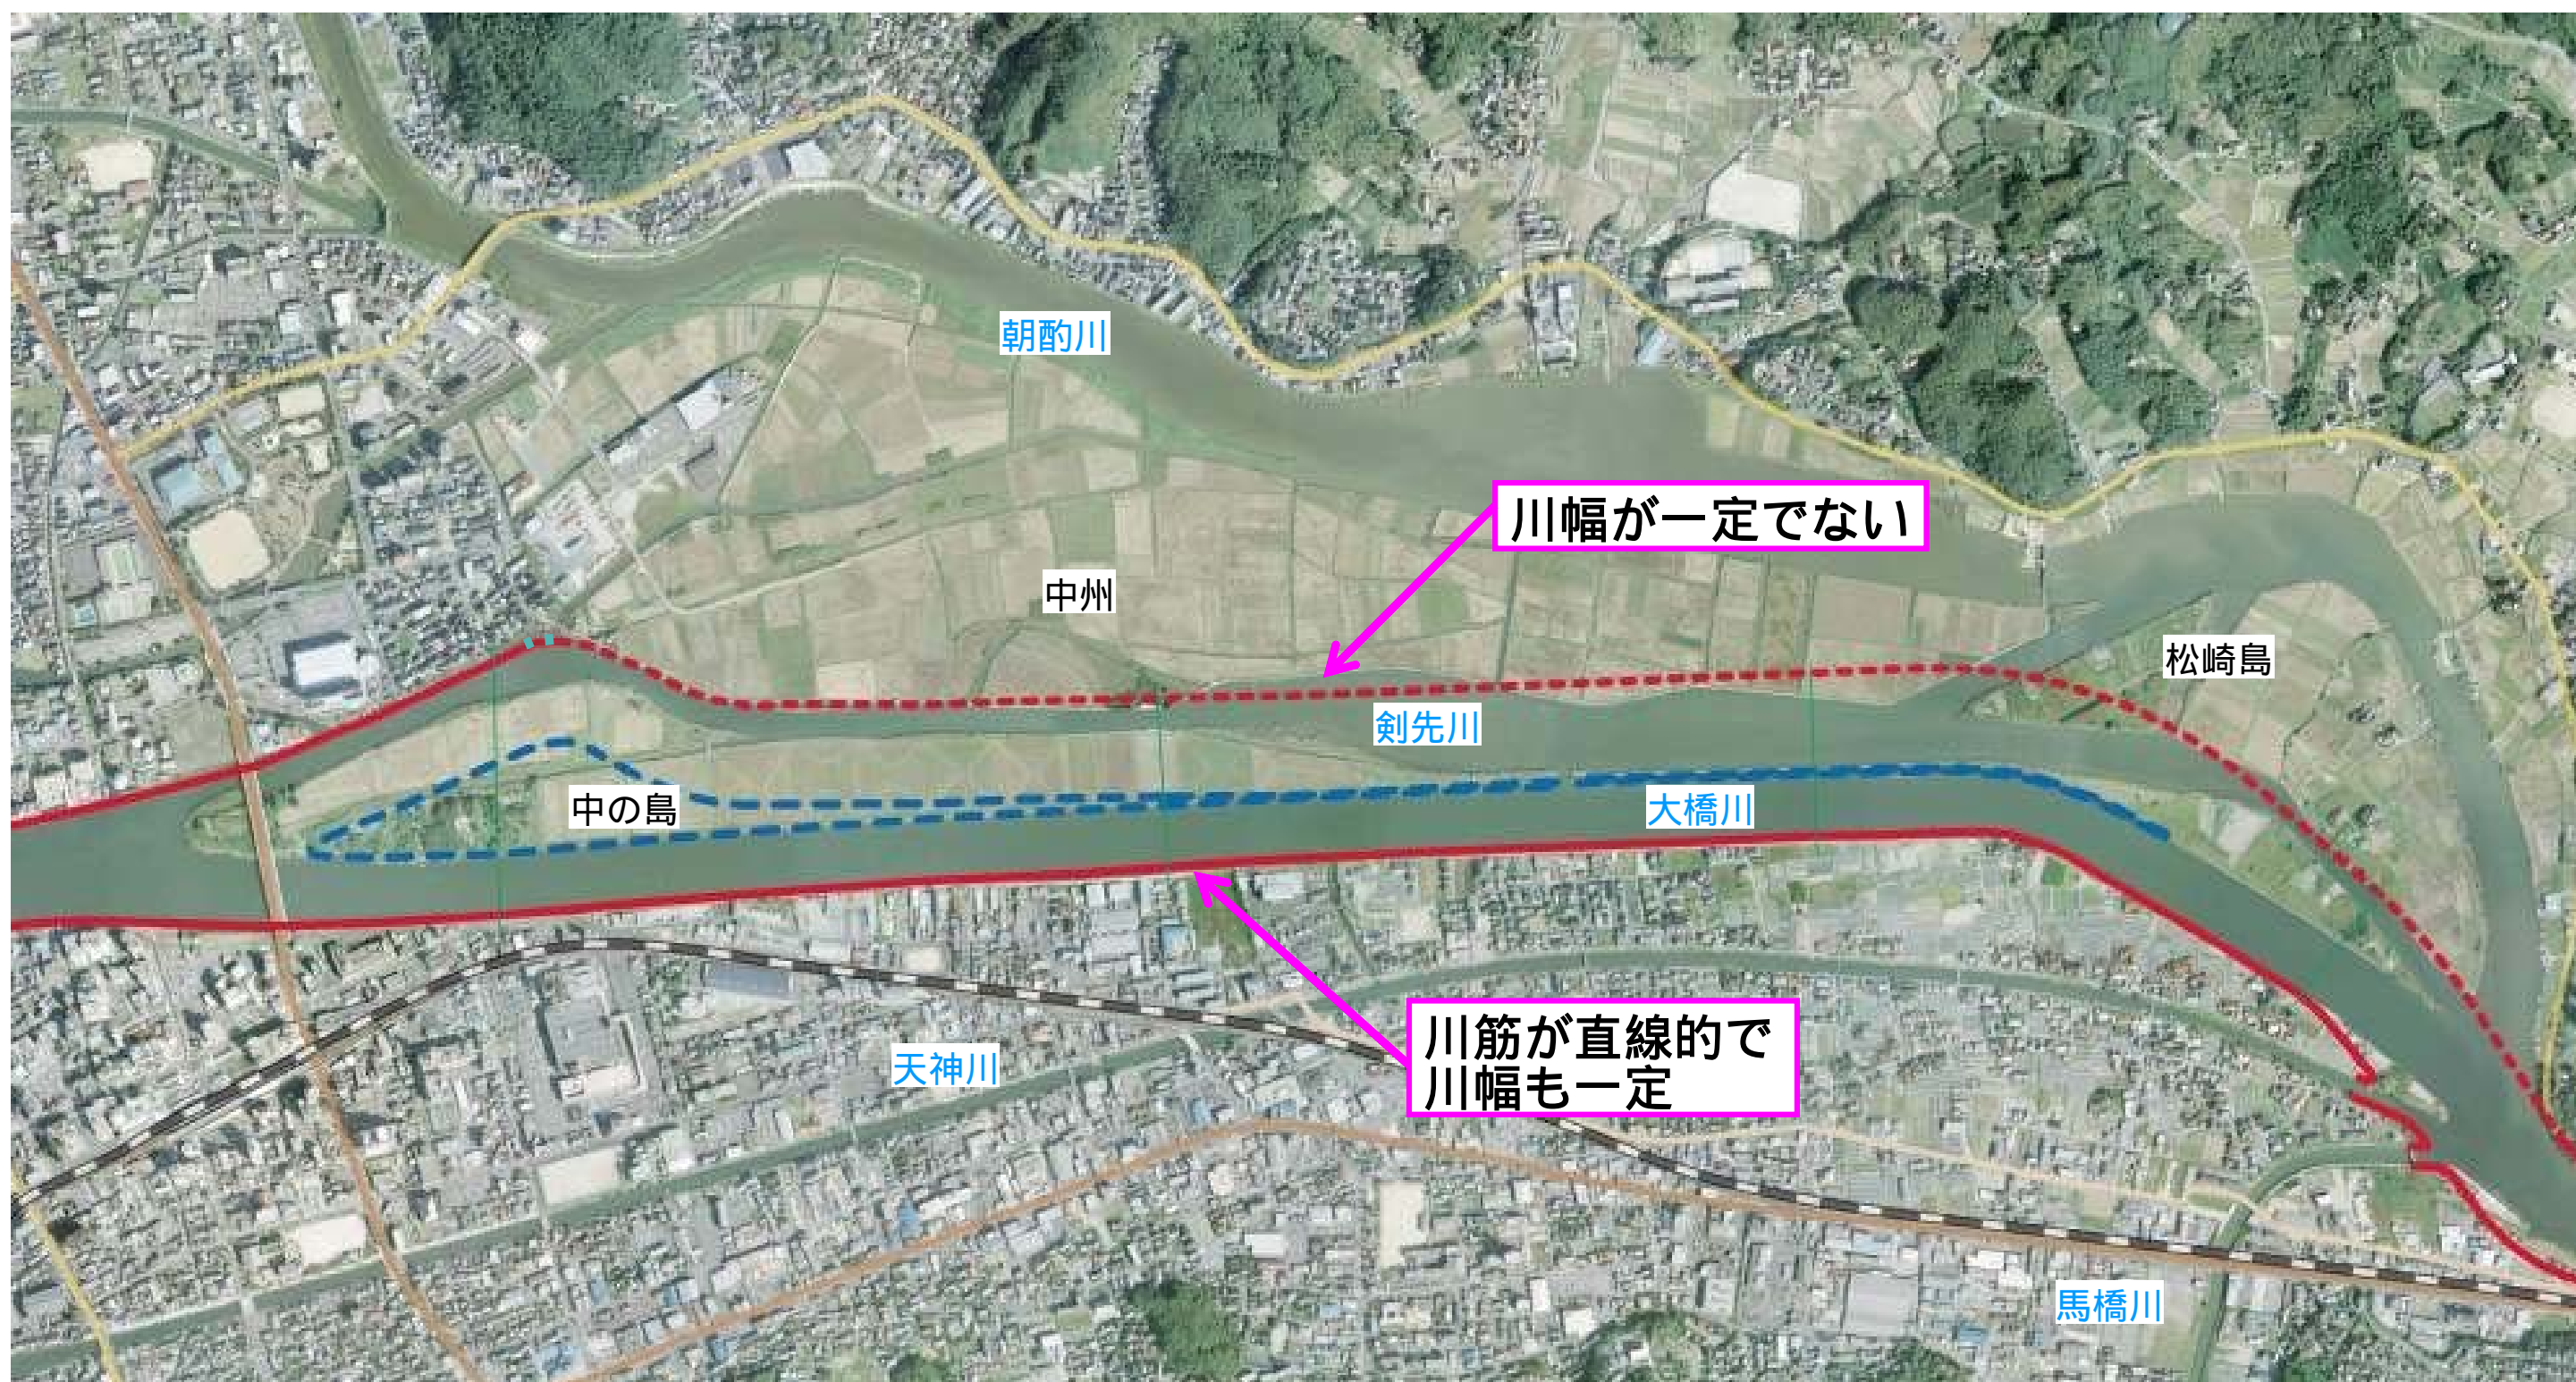 朝酌川
川幅が一定でない
中州
松崎島
剣先川
中の島
大橋川
川筋が直線的で
川幅も一定
天神川
馬橋川